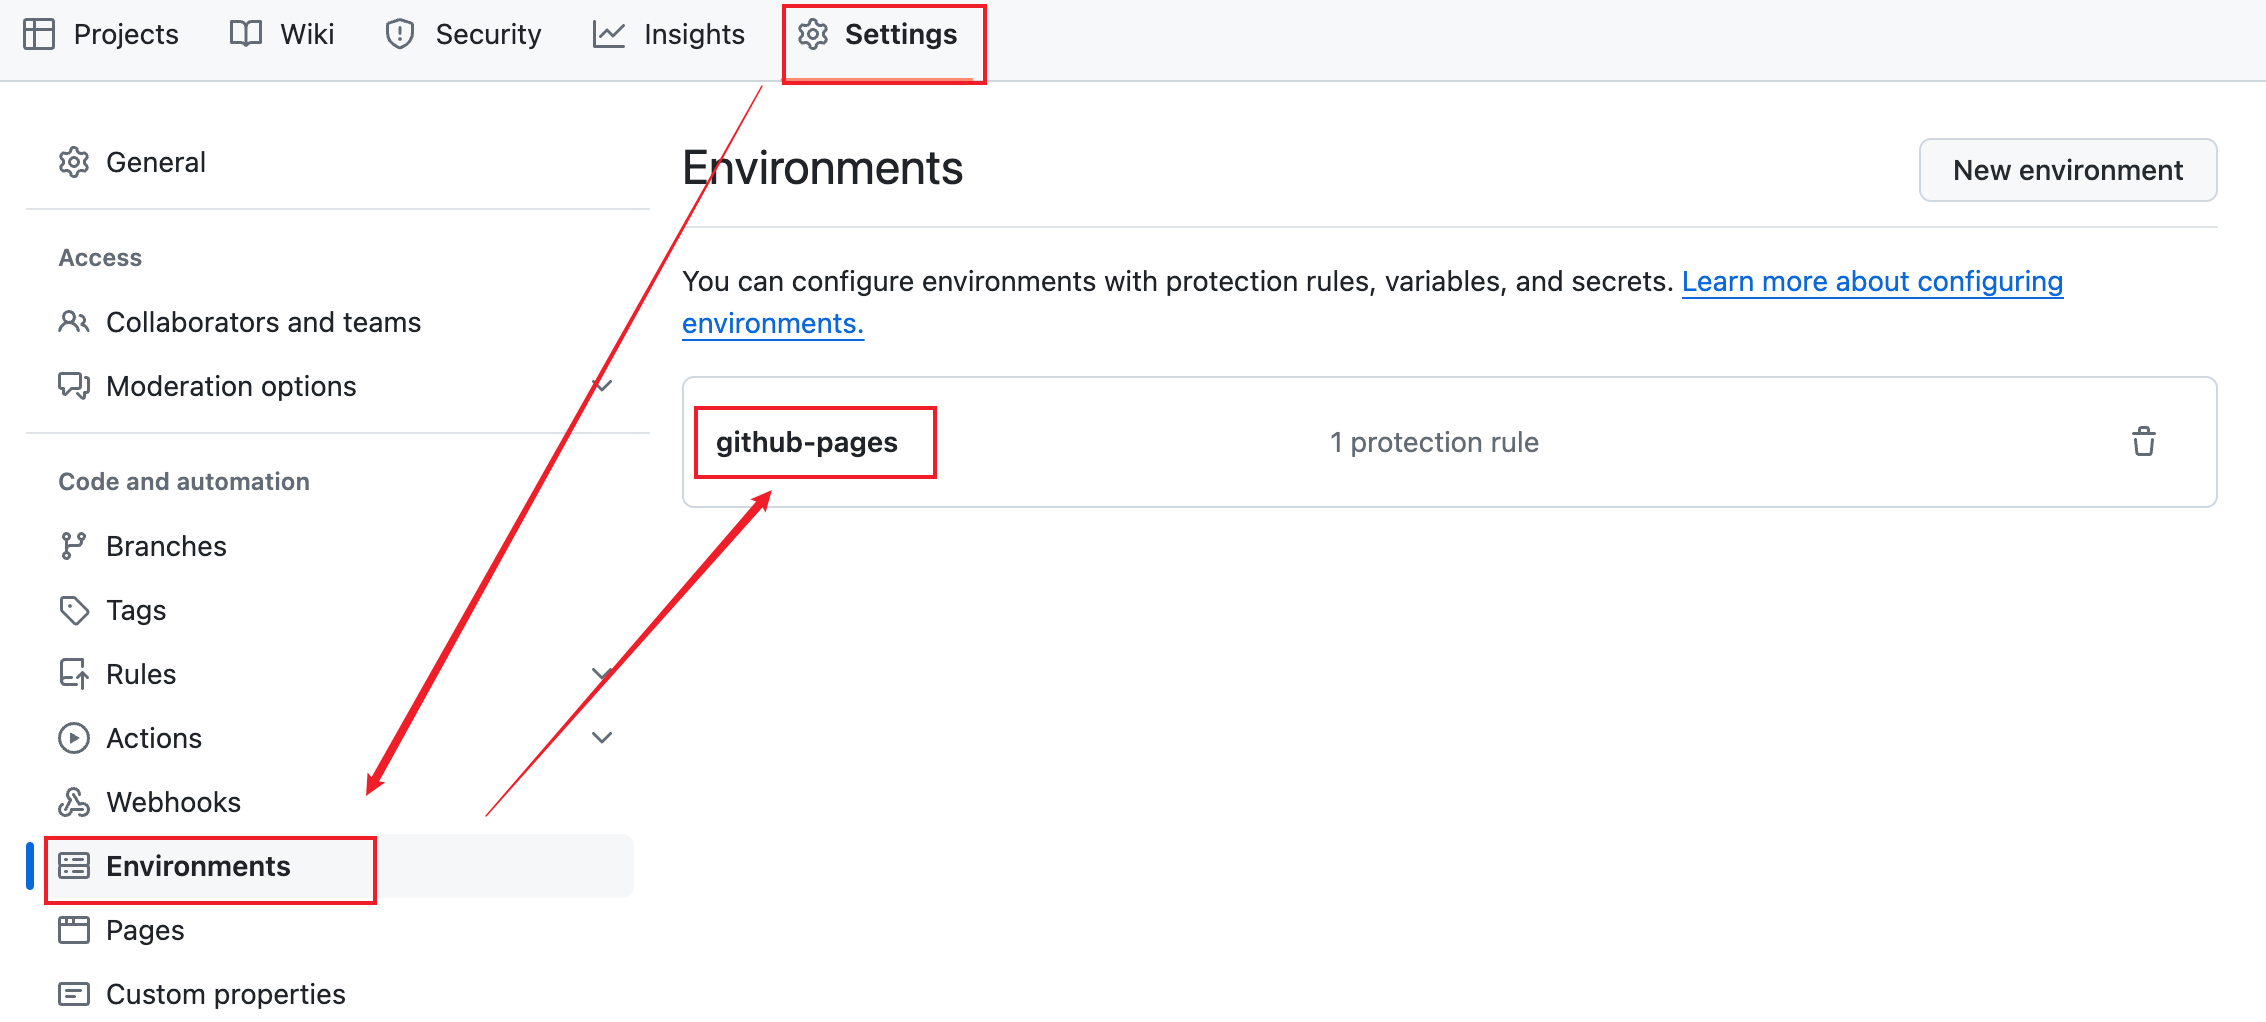 Projects Wiki Security Insights Settings
General
Access
Collaborators and teams
Moderation options
Code and automation
Branches
Tags
Rules
Actions
Webhooks
Environments
Pages
Custom properties
Environments
New environment
You can configure environments with protection rules, variables, and secrets. Learn more about configuring
environments.
github-pages 1 protection rule